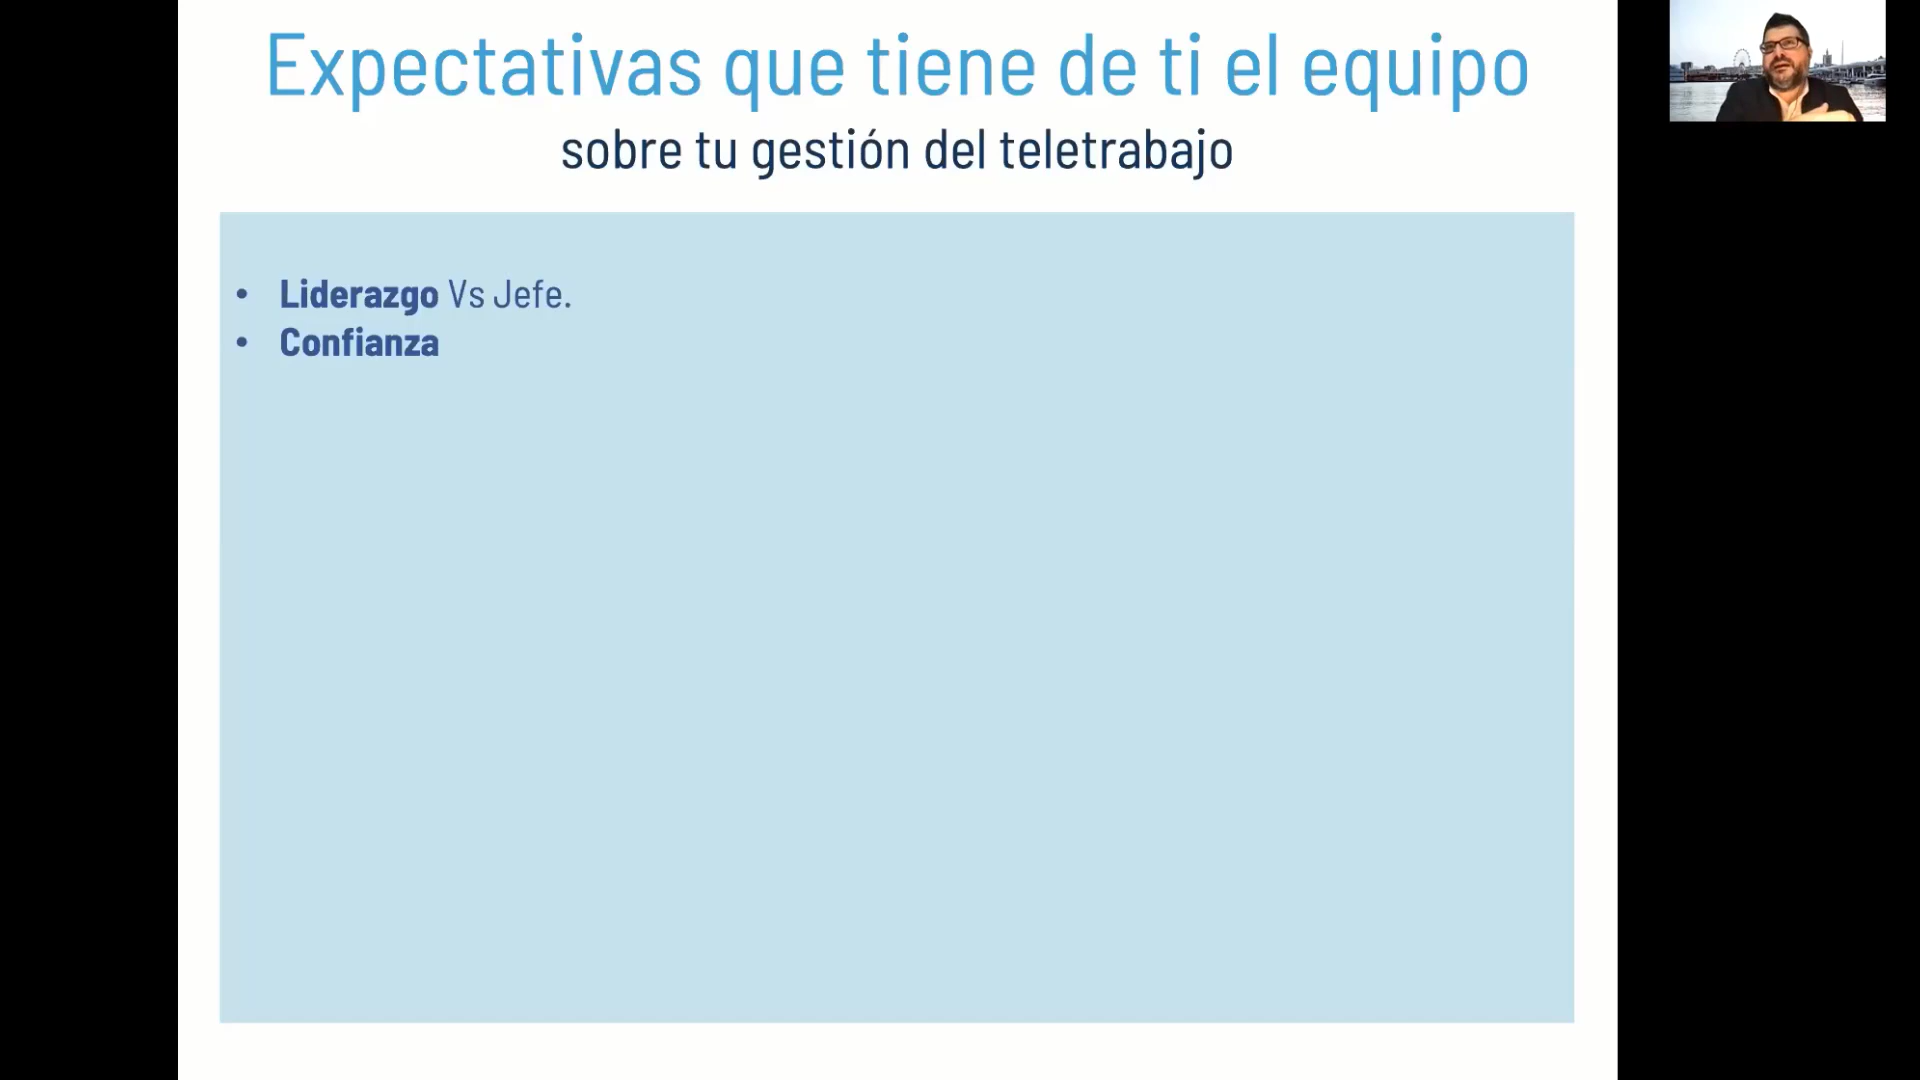 Expectativas que tiene de ti el equipo
sobre tu gestión del teletrabajo
• Liderazgo Vs Jefe.
• Confianza